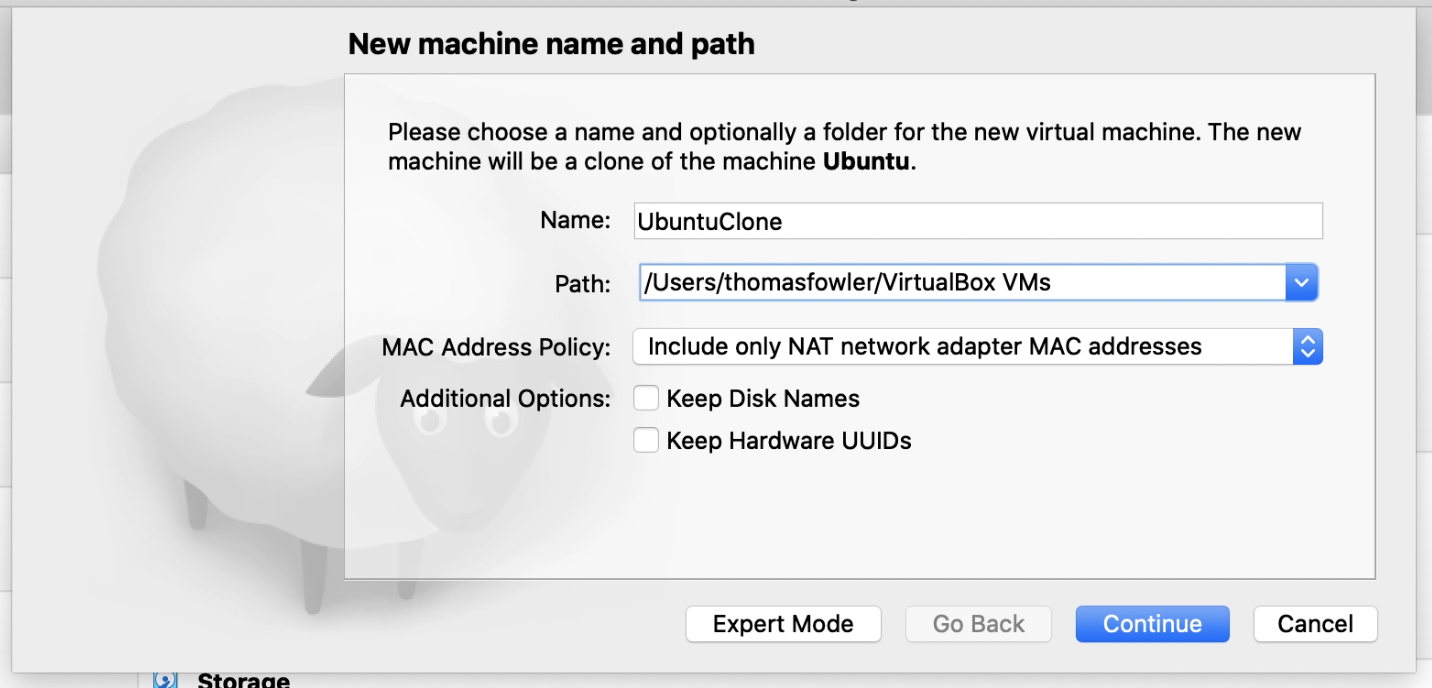 New machine name and path
Please choose a name and optionally a folder for the new virtual machine. The new
machine will be a clone of the machine Ubuntu.
Name: UbuntuClone
Path: /Users/thomasfowler/VirtualBox VMs
MAC Address Policy: Include only NAT network adapter MAC addresses
Additional Options: Keep Disk Names
Keep Hardware UUIDs
Expert Mode Go Back Continue Cancel
Storage